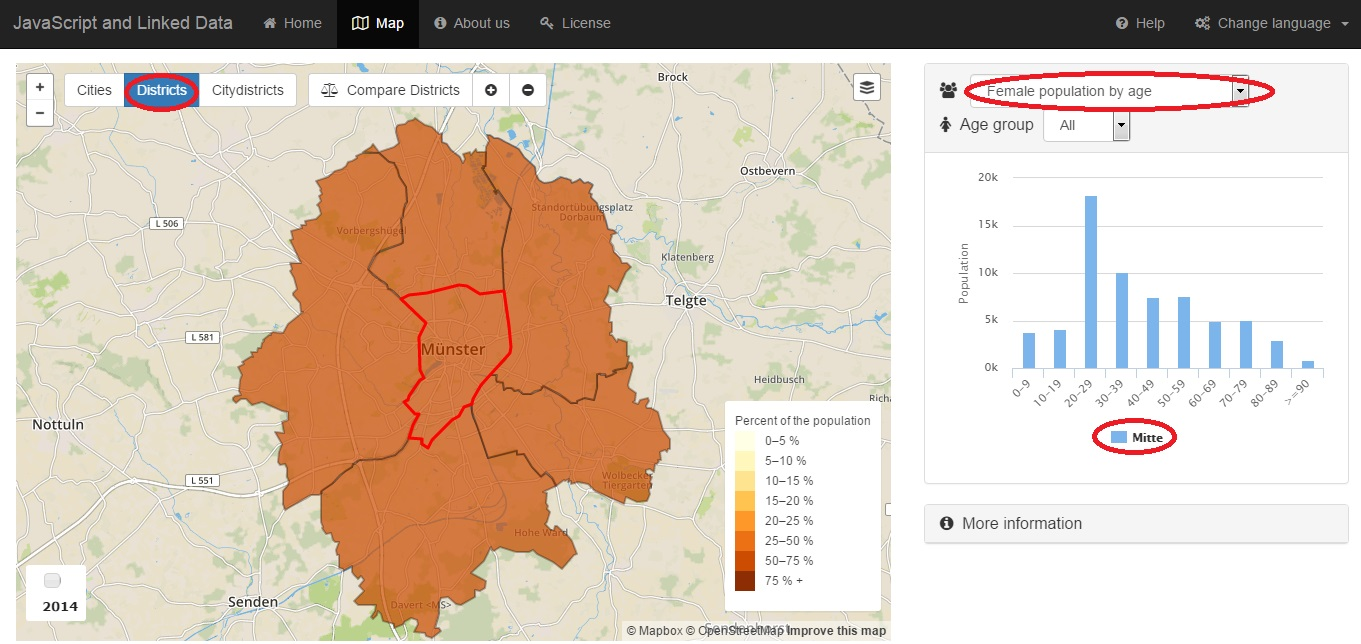 JavaScript and Linked Data Home Map About us License Help Change language
+
−
Cities Districts Citydistricts Compare Districts
Brock
Ostbevern
Standortübungsplatz
Dorbaum
Vorbergshügel
L 506
Klatenberg
Telgte
L 581
Münster
Heidbusch
Nottuln
L 551
Wolbecker
Tiergarten
Hohe Ward
Senden
Davert <MS>
Percent of the population
0–5 %
5–10 %
10–15 %
15–20 %
20–25 %
25–50 %
50–75 %
75 % +
2014
Sendenhorst
© Mapbox © OpenStreetMap Improve this map
Female population by age
Age group All
20k
15k
10k
5k
0k
Population
0–9 10–19 20–29 30–39 40–49 50–59 60–69 70–79 80–89 >=90
Mitte
More information